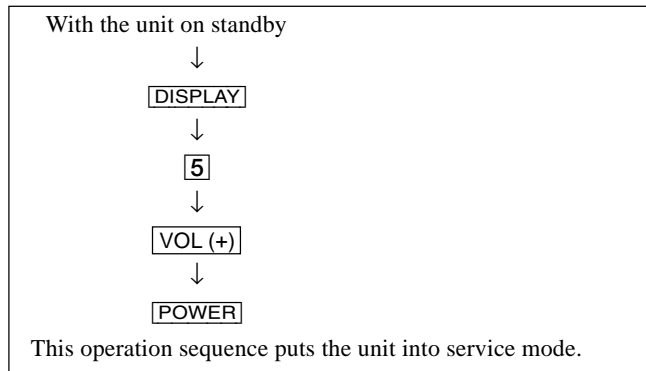 With the unit on standby
↓
DISPLAY
↓
5
↓
VOL (+)
↓
POWER
This operation sequence puts the unit into service mode.